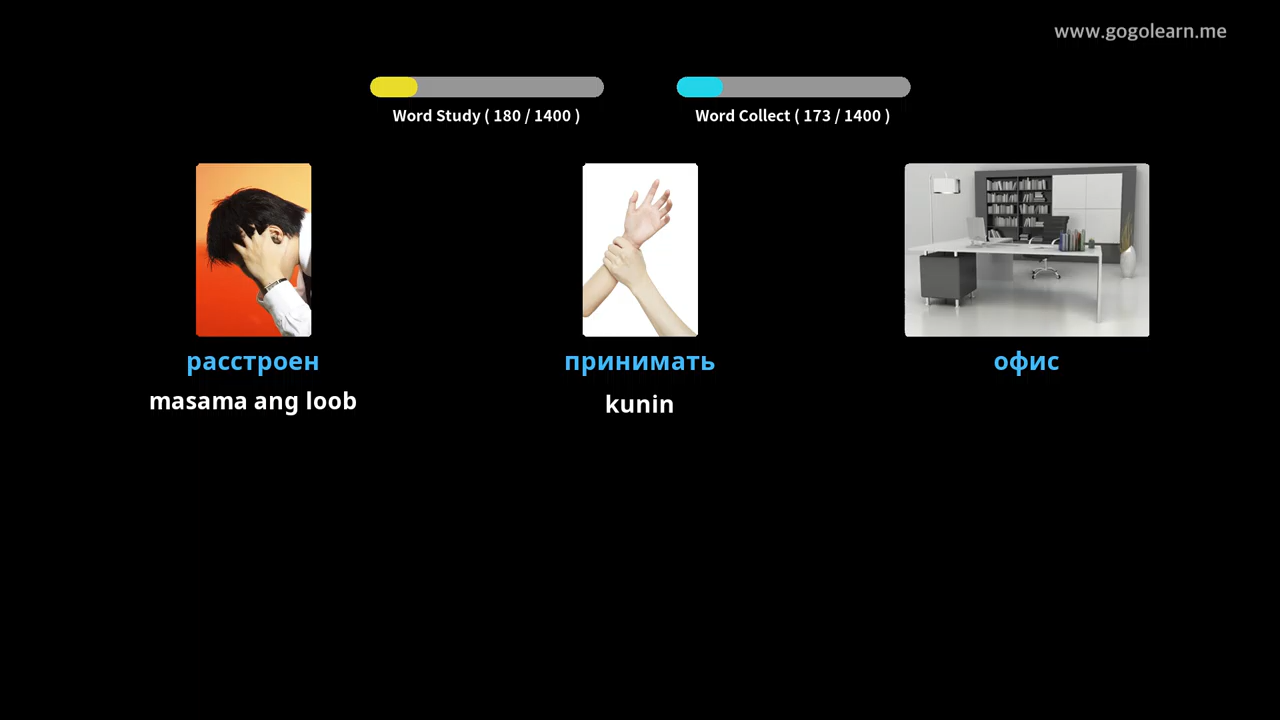 www.gogolearn.me
Word Study ( 180 / 1400 )
Word Collect ( 173 / 1400 )
расстроен
принимать
офис
masama ang loob
kunin